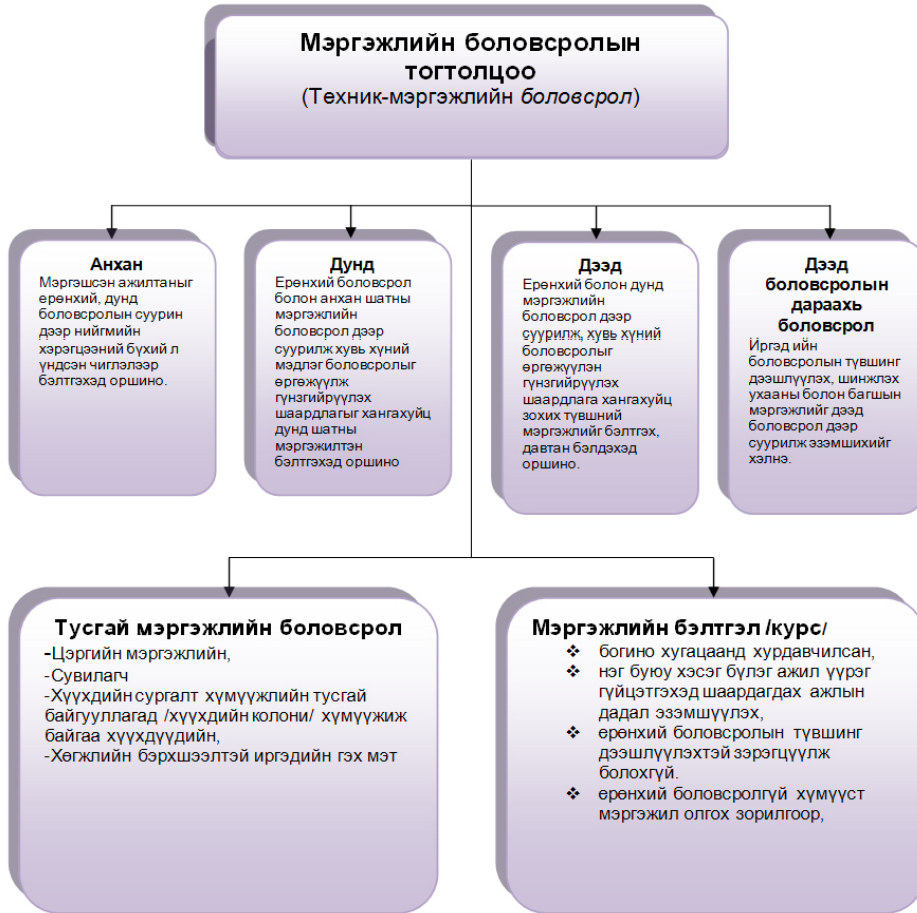 Мэргэжлийн боловсролын
тогтолцоо
(Техник-мэргэжлийн боловсрол)
Анхан
Мэргэшсэн ажилтаныг
ерөнхий, дунд
боловсролын суурин
дээр нийгмийн
хэрэгцээний бүхий л
үндсэн чиглэлээр
бэлтгэхэд оршино.
Дунд
Ерөнхий боловсрол
болон анхан шатны
мэргэжлийн
боловсрол дээр
суурилж хувь хүний
мэдлэг боловсролыг
өргөжүүлж
гүнзгийрүүлэх
шаардлагыг хангахуйц
дунд шатны
мэргэжилтэн
бэлтгэхэд оршино
Дээд
Ерөнхий болон дунд
мэргэжлийн
боловсрол дээр
суурилж, хувь хүний
боловсролыг
өргөжүүлэн
гүнзгийрүүлэх
шаардлага хангахуйц
зохих түвшний
мэргэжлийг бэлтгэх,
давтан бэлдэхэд
оршино.
Дээд
боловсролын
дараахь
боловсрол
Иргэд ийн
боловсролын түвшинг
дээшлүүлэх, шинжлэх
ухааны болон багшын
мэргэжлийг дээд
боловсрол дээр
суурилж эзэмшихийг
хэлнэ.
Тусгай мэргэжлийн боловсрол
-Цэргийн мэргэжлийн,
-Сувилагч
-Хүүхдийн сургалт хүмүүжлийн тусгай
байгууллагад /хүүхдийн колони/ хүмүүжиж
байгаа хүүхдүүдийн,
-Хөгжлийн бэрхшээлтэй иргэдийн гэх мэт
Мэргэжлийн бэлтгэл /курс/
❖ богино хугацаанд хурдавчилсан,
❖ нэг буюу хэсэг бүлэг ажил үүрэг
гүйцэтгэхэд шаардагдах ажлын
дадал эзэмшүүлэх,
❖ ерөнхий боловсролын түвшинг
дээшлүүлэхтэй зэрэгцүүлж
болохгүй.
❖ ерөнхий боловсролгүй хүмүүст
мэргэжил олгох зорилгоор,